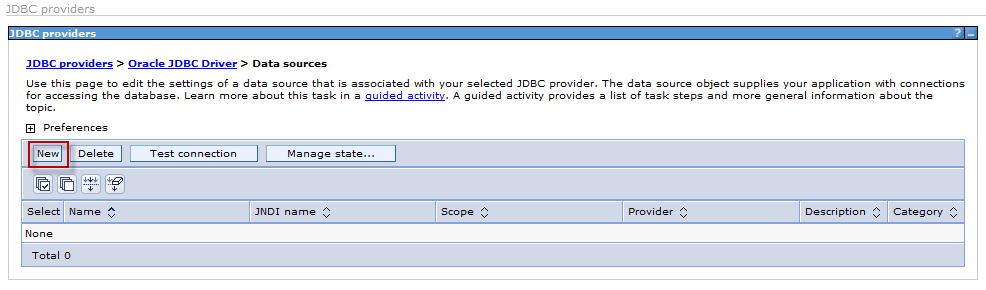 JDBC providers
JDBC providers ? _
JDBC providers > Oracle JDBC Driver > Data sources
Use this page to edit the settings of a data source that is associated with your selected JDBC provider. The data source object supplies your application with connections
for accessing the database. Learn more about this task in a guided activity. A guided activity provides a list of task steps and more general information about the
topic.
Preferences
New Delete Test connection Manage state...
Select Name JNDI name Scope Provider Description Category
None
Total 0